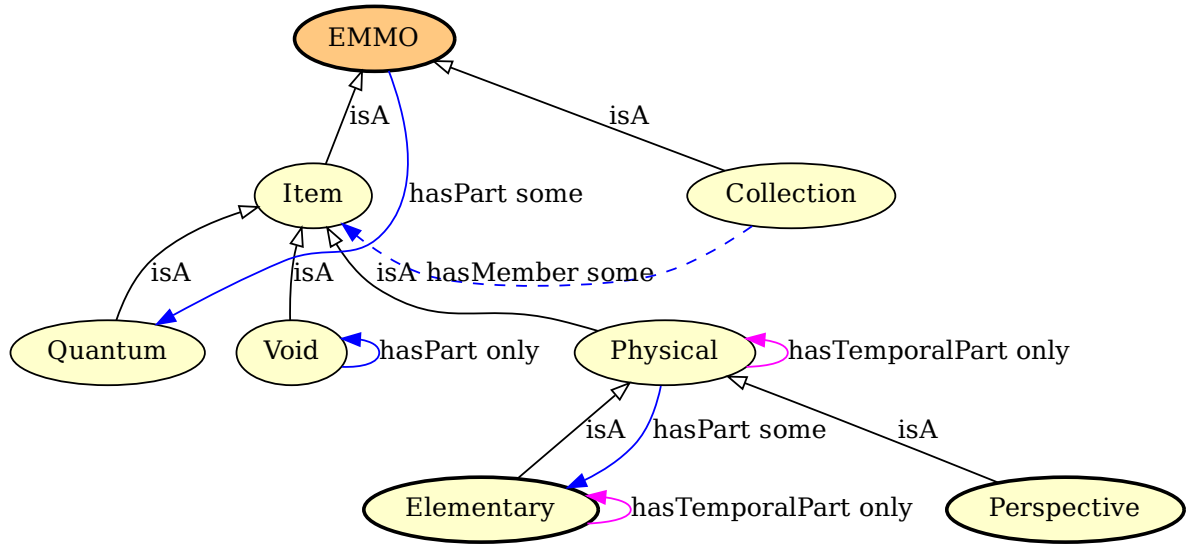 EMMO
isA
isA
Item
hasPart some
Collection
isA
isA
isA
hasMember some
Quantum
Void
hasPart only
Physical
hasTemporalPart only
isA
hasPart some
isA
Elementary
hasTemporalPart only
Perspective